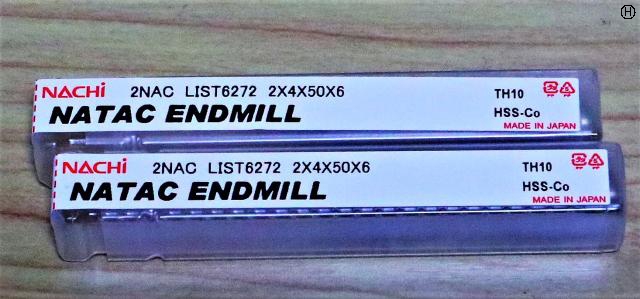 H
NACHi 2NAC LIST6272 2X4X50X6 TH10
NATAC ENDMILL HSS-Co
MADE IN JAPAN
NACHi 2NAC LIST6272 2X4X50X6 TH10
NATAC ENDMILL HSS-Co
MADE IN JAPAN